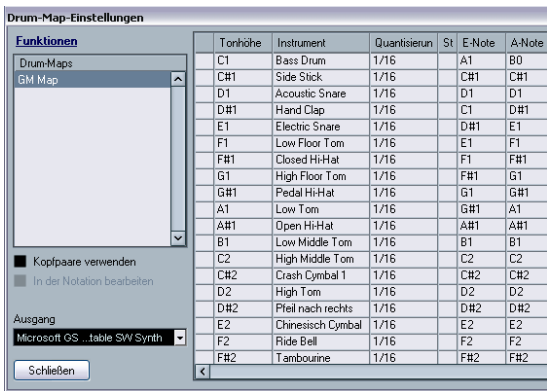 Drum-Map-Einstellungen
Funktionen
Drum-Maps
GM Map
Kopfpaare verwenden
In der Notation bearbeiten
Ausgang
Microsoft GS ...table SW Synth
Schließen
Tonhöhe Instrument Quantisierun St E-Note A-Note
C1 Bass Drum 1/16 A1 B0
C#1 Side Stick 1/16 C#1 C#1
D1 Acoustic Snare 1/16 D1 D1
D#1 Hand Clap 1/16 C1 D#1
E1 Electric Snare 1/16 D#1 E1
F1 Low Floor Tom 1/16 E1 F1
F#1 Closed Hi-Hat 1/16 F1 F#1
G1 High Floor Tom 1/16 F#1 G1
G#1 Pedal Hi-Hat 1/16 G1 G#1
A1 Low Tom 1/16 G#1 A1
A#1 Open Hi-Hat 1/16 A#1 A#1
B1 Low Middle Tom 1/16 B1 B1
C2 High Middle Tom 1/16 C2 C2
C#2 Crash Cymbal 1 1/16 C#2 C#2
D2 High Tom 1/16 D2 D2
D#2 Pfeil nach rechts 1/16 D#2 D#2
E2 Chinesisch Cymbal 1/16 E2 E2
F2 Ride Bell 1/16 F2 F2
F#2 Tambourine 1/16 F#2 F#2